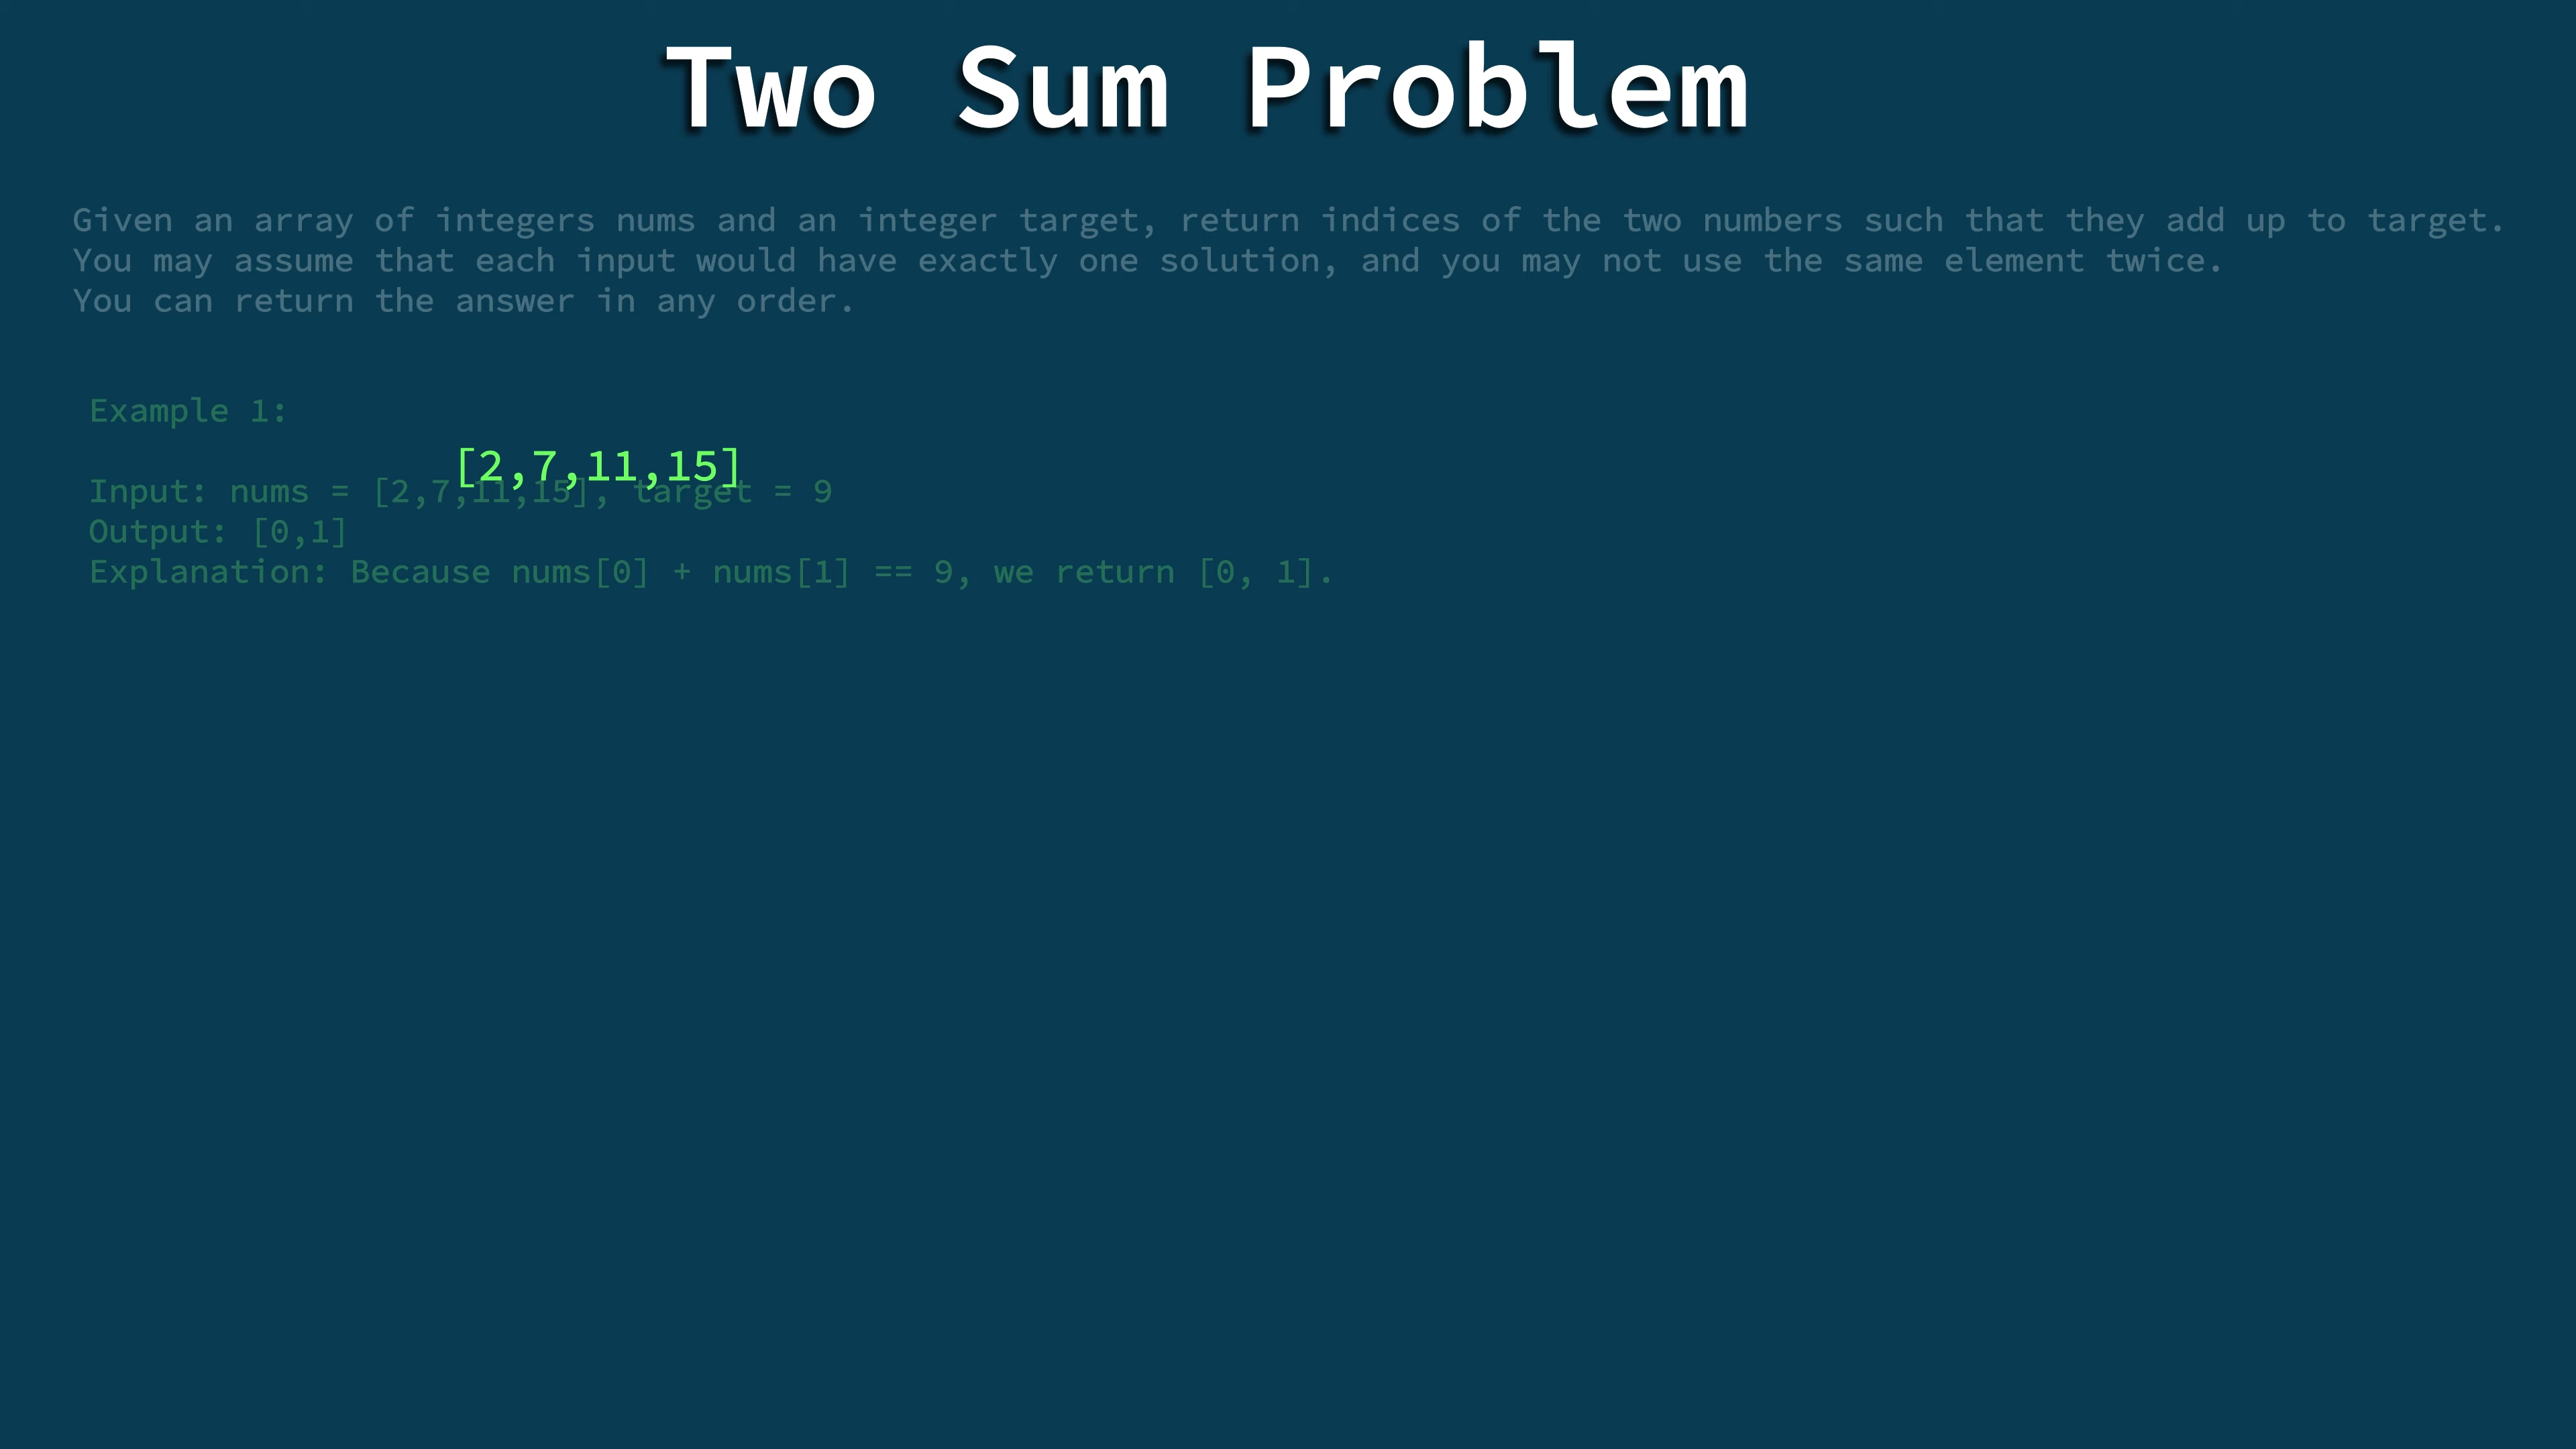 Two Sum Problem
Given an array of integers nums and an integer target, return indices of the two numbers such that they add up to target.
You may assume that each input would have exactly one solution, and you may not use the same element twice.
You can return the answer in any order.
Example 1:
[2,7,11,15]
Input: nums = [2,7,11,15], target = 9
Output: [0,1]
Explanation: Because nums[0] + nums[1] == 9, we return [0, 1].